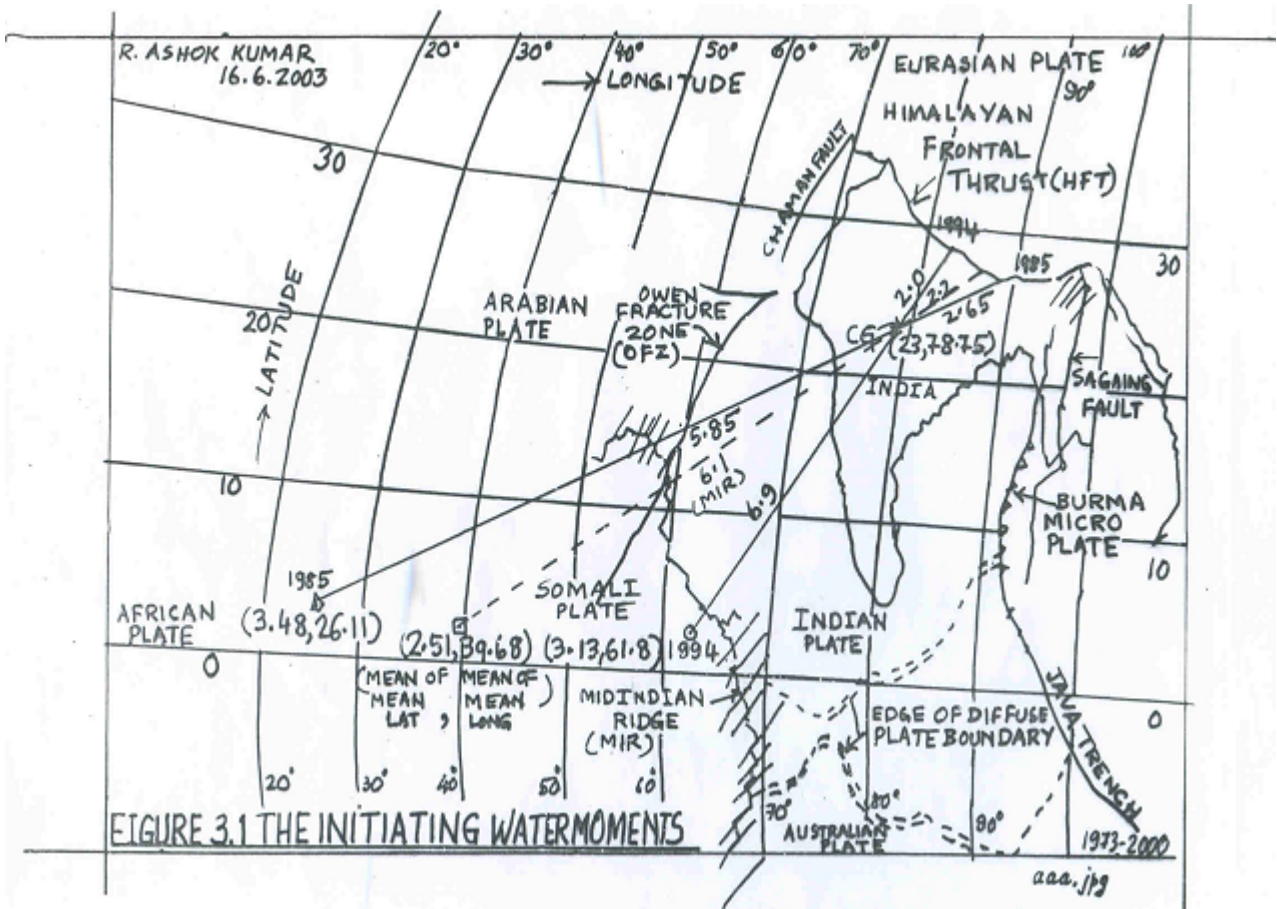 R. ASHOK KUMAR
16.6.2003
20°
30°
40°
50°
60°
70°
EURASIAN PLATE
90°
100
→ LONGITUDE
HIMALAYAN
FRONTAL
THRUST(HFT)
CHAMAN FAULT
30
1994
1985
30
→ LATITUDE
20
ARABIAN
PLATE
OWEN
FRACTURE
ZONE
(OFZ)
2.0
2.2
2.65
CG
(23,78.75)
INDIA
SAGAING
FAULT
5.85
6.1
(MIR)
6.9
10
BURMA
MICRO
PLATE
10
1985
AFRICAN
PLATE
(3.48,26.11)
SOMALI
PLATE
(2.51,39.68)
(3.13,61.8)
1994
INDIAN
PLATE
0
(MEAN OF MEAN LAT , MEAN OF MEAN LONG)
MIDINDIAN
RIDGE
(MIR)
EDGE OF DIFFUSE
PLATE BOUNDARY
JAVA TRENCH
0
20°
30°
40°
50°
60°
70°
80°
90°
AUSTRALIAN
PLATE
FIGURE 3.1 THE INITIATING WATERMOMENTS
1973-2000
aaa.jpg